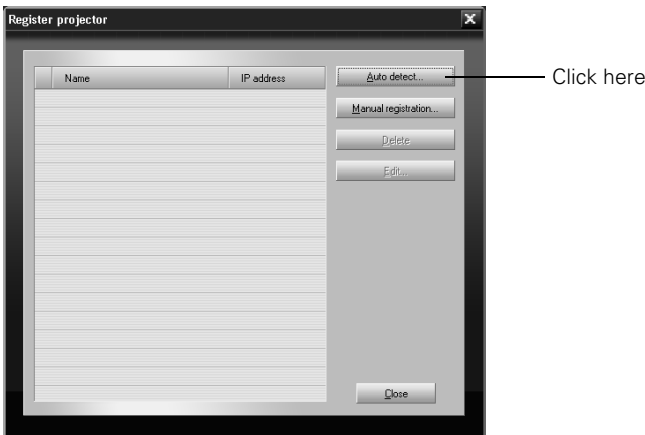 Register projector
Name IP address
Auto detect...
Click here
Manual registration...
Delete
Edit...
Close